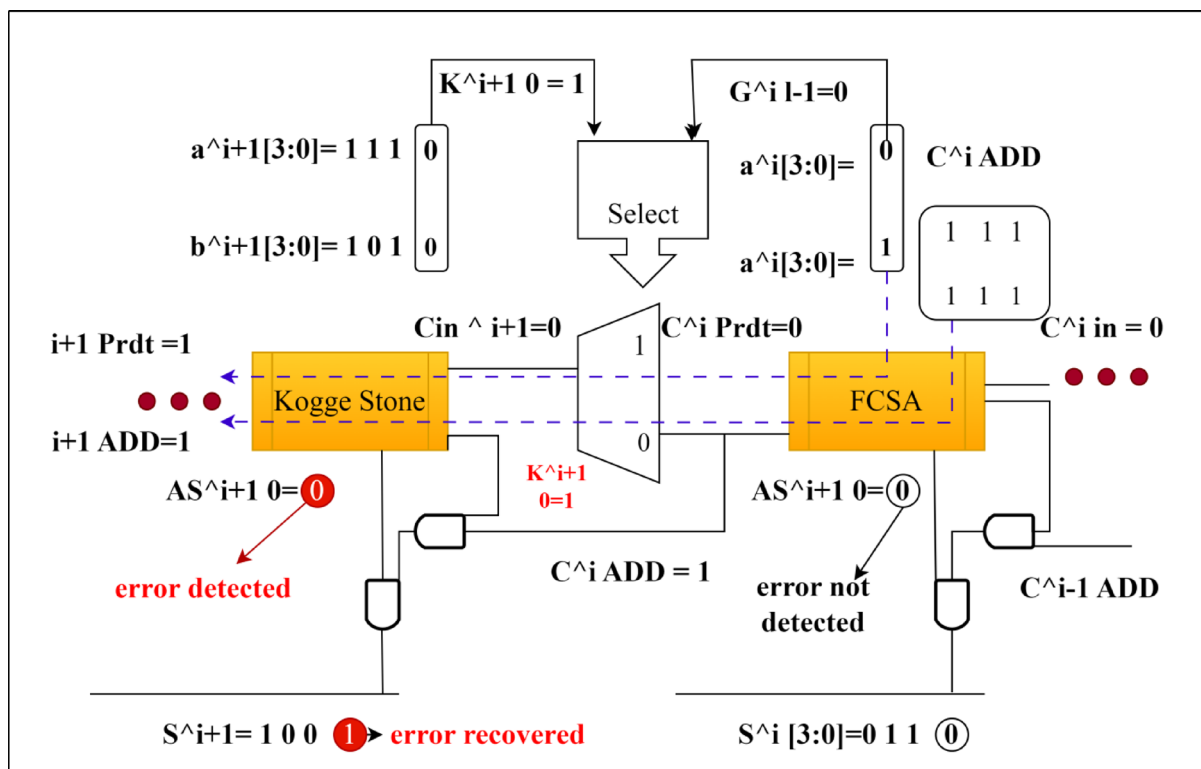 K^i+1 0 = 1
G^i l-1=0
a^i+1[3:0]= 1 1 1 0
a^i[3:0]= 0
C^i ADD
Select
b^i+1[3:0]= 1 0 1 0
a^i[3:0]= 1
1 1 1
1 1 1
Cin ^ i+1=0
C^i Prdt=0
C^i in = 0
i+1 Prdt =1
1
Kogge Stone
FCSA
i+1 ADD=1
0
K^i+1
0=1
AS^i+1 0= 0
AS^i+1 0= 0
error detected
C^i ADD = 1
error not
detected
C^i-1 ADD
S^i+1= 1 0 0 1
error recovered
S^i [3:0]=0 1 1 0